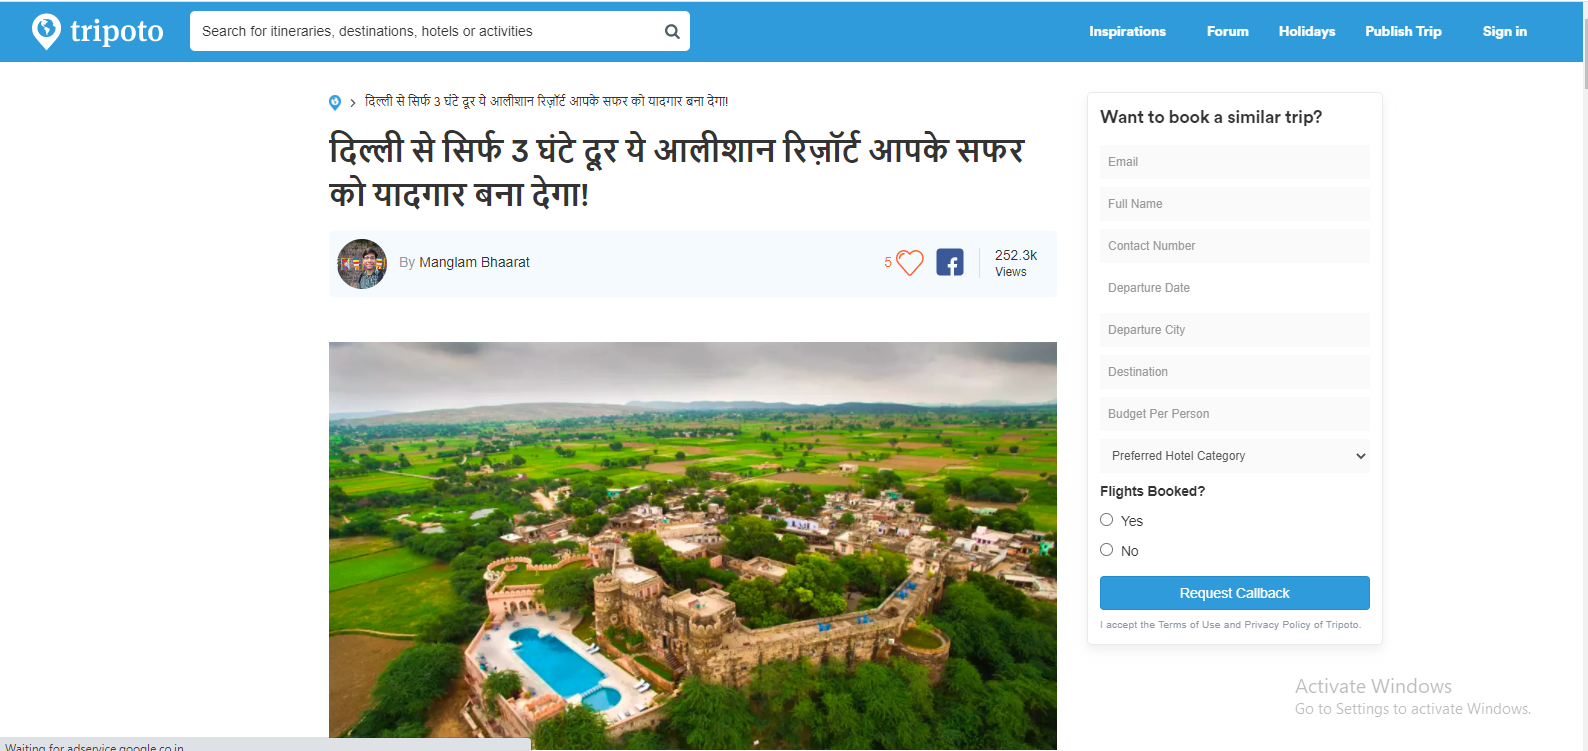 tripoto
Search for itineraries, destinations, hotels or activities
Inspirations
Forum
Holidays
Publish Trip
Sign in
दिल्ली से सिर्फ 3 घंटे दूर ये आलीशान रिज़ॉर्ट आपके सफर को यादगार बना देगा!
दिल्ली से सिर्फ 3 घंटे दूर ये आलीशान रिज़ॉर्ट आपके सफर
को यादगार बना देगा!
By Manglam Bhaarat
5
252.3k
Views
Want to book a similar trip?
Email
Full Name
Contact Number
Departure Date
Departure City
Destination
Budget Per Person
Preferred Hotel Category
Flights Booked?
Yes
No
Request Callback
I accept the Terms of Use and Privacy Policy of Tripoto.
Activate Windows
Go to Settings to activate Windows.
Waiting for adservice.google.co.in